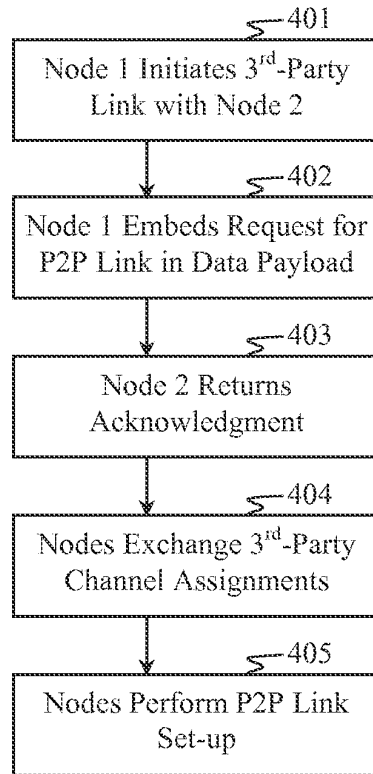 401
Node 1 Initiates 3rd-Party
Link with Node 2
402
Node 1 Embeds Request for
P2P Link in Data Payload
403
Node 2 Returns
Acknowledgment
404
Nodes Exchange 3rd-Party
Channel Assignments
405
Nodes Perform P2P Link
Set-up